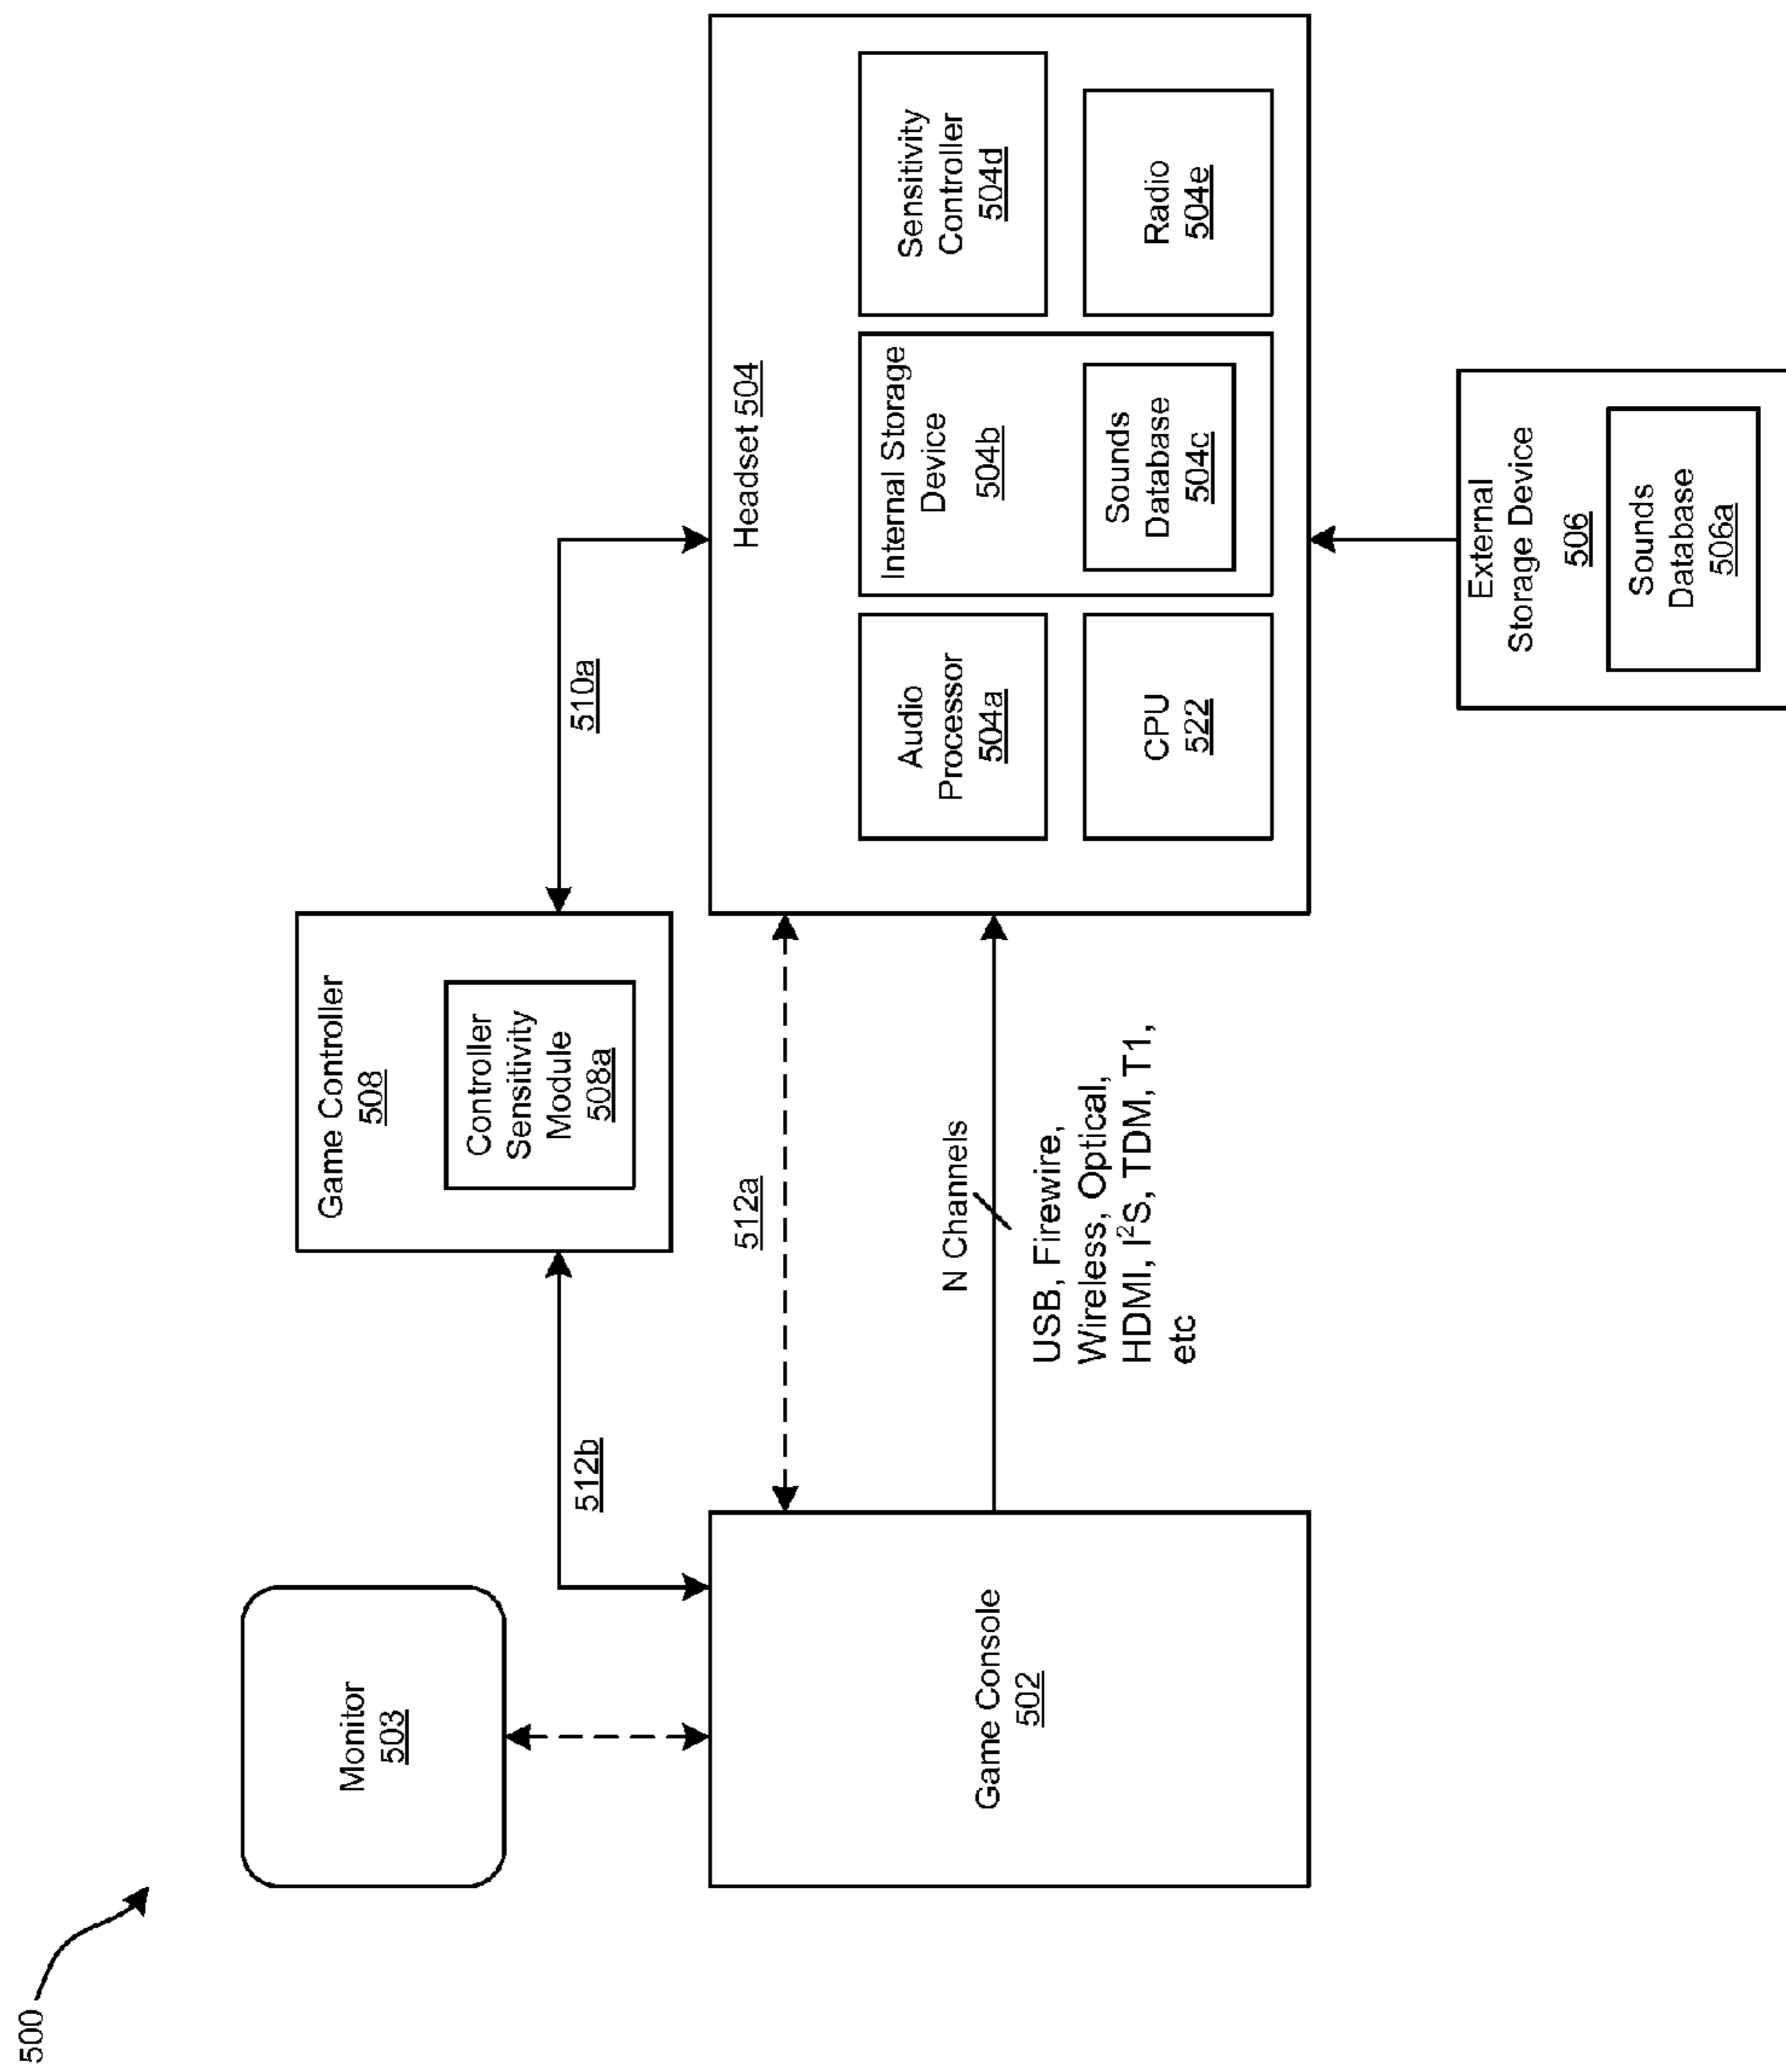 500
Monitor
503
Game Controller
508
Controller
Sensitivity
Module
508a
512b
510a
512a
Game Console
502
N Channels
USB, Firewire,
Wireless, Optical,
HDMI, I²S, TDM, T1,
etc
Headset 504
Audio
Processor
504a
Internal Storage
Device
504b
Sounds
Database
504c
Sensitivity
Controller
504d
CPU
522
Radio
504e
External
Storage Device
506
Sounds
Database
506a